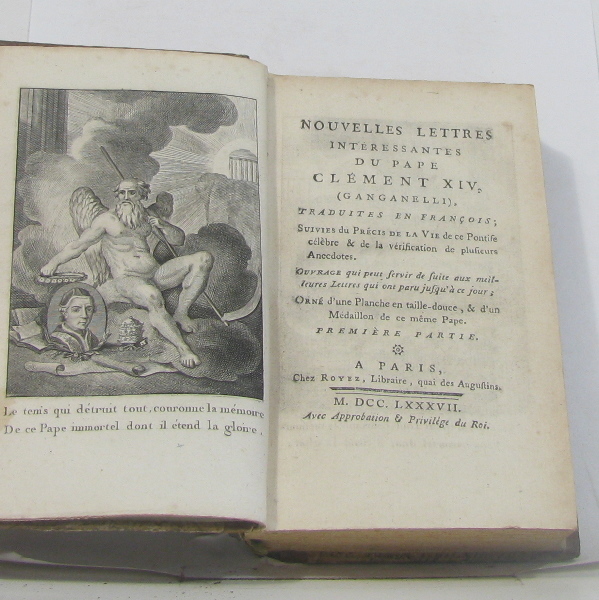 Le tems qui détruit tout, couronne la mémoire
De ce Pape immortel dont il étend la gloire.
NOUVELLES LETTRES
INTERESSANTES
DU PAPE
CLÉMENT XIV,
(GANGANELLI),
TRADUITES EN FRANÇOIS;
SUIVIES du PRÉCIS DE LA VIE de ce Pontife
célèbre & de la vérification de plusieurs
Anecdotes.
OUVRAGE qui peut servir de suite aux meil-
leures Lettres qui ont paru jusqu'à ce jour;
ORNÉ d'une Planche en taille-douce, & d'un
Médaillon de ce même Pape.
PREMIÈRE PARTIE.
A PARIS,
Chez ROYEZ, Libraire, quai des Augustins.
M. DCC. LXXXVII.
Avec Approbation & Privilége du Roi.